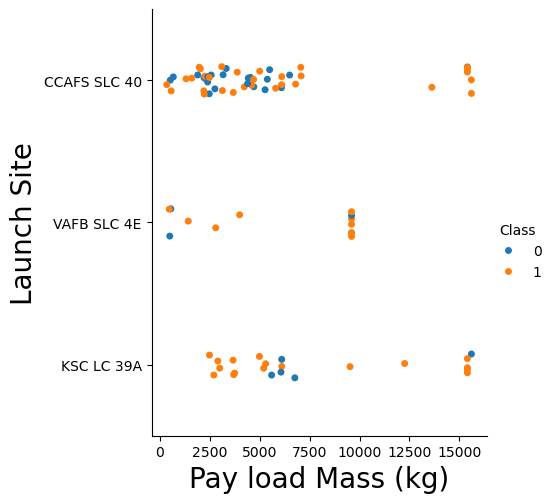 CCAFS SLC 40
VAFB SLC 4E
KSC LC 39A
Launch Site
0 2500 5000 7500 10000 12500 15000
Pay load Mass (kg)
Class
0
1